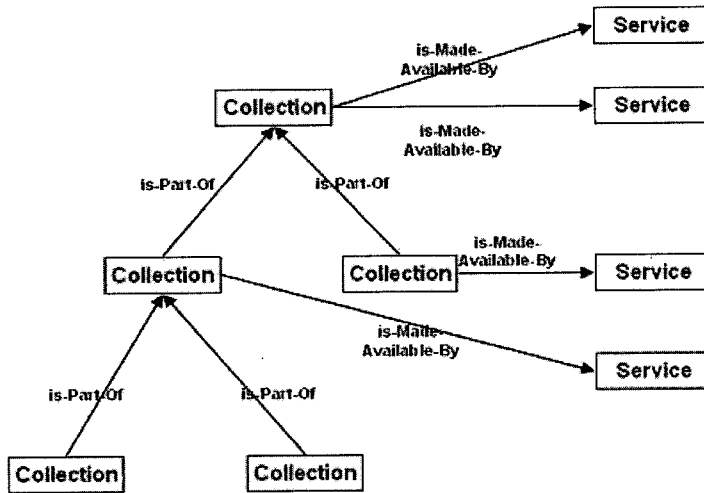 Service
is-Made-
Available-By
Collection
Service
is-Made-
Available-By
is-Part-Of
is-Part-Of
is-Made-
Available-By
Collection
Collection
Service
is-Made-
Available-By
Service
is-Part-Of
is-Part-Of
Collection
Collection